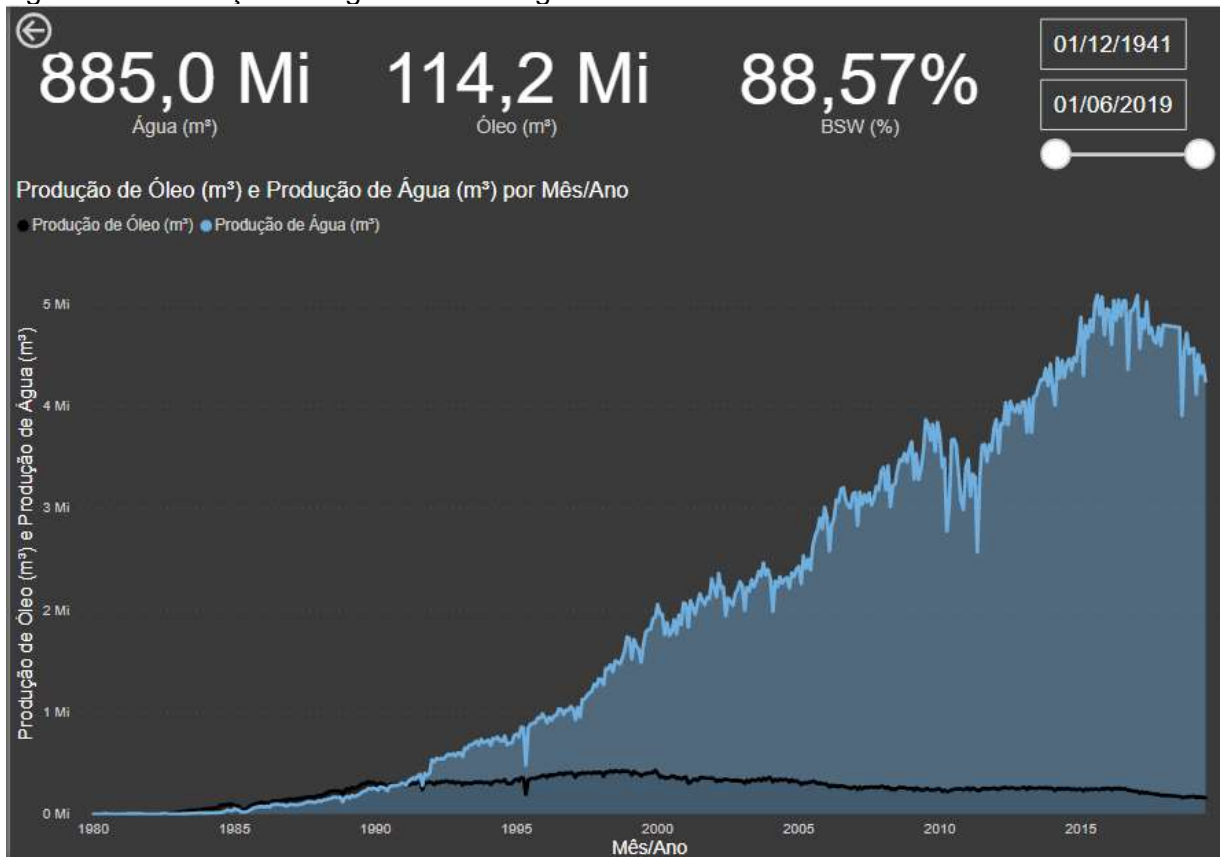 885,0 Mi
Água (m³)
114,2 Mi
Óleo (m³)
88,57%
BSW (%)
01/12/1941
01/06/2019
Produção de Óleo (m³) e Produção de Água (m³) por Mês/Ano
Produção de Óleo (m³) Produção de Água (m³)
Produção de Óleo (m³) e Produção de Água (m³)
5 Mi
4 Mi
3 Mi
2 Mi
1 Mi
0 Mi
1980 1985 1990 1995 2000 2005 2010 2015
Mês/Ano